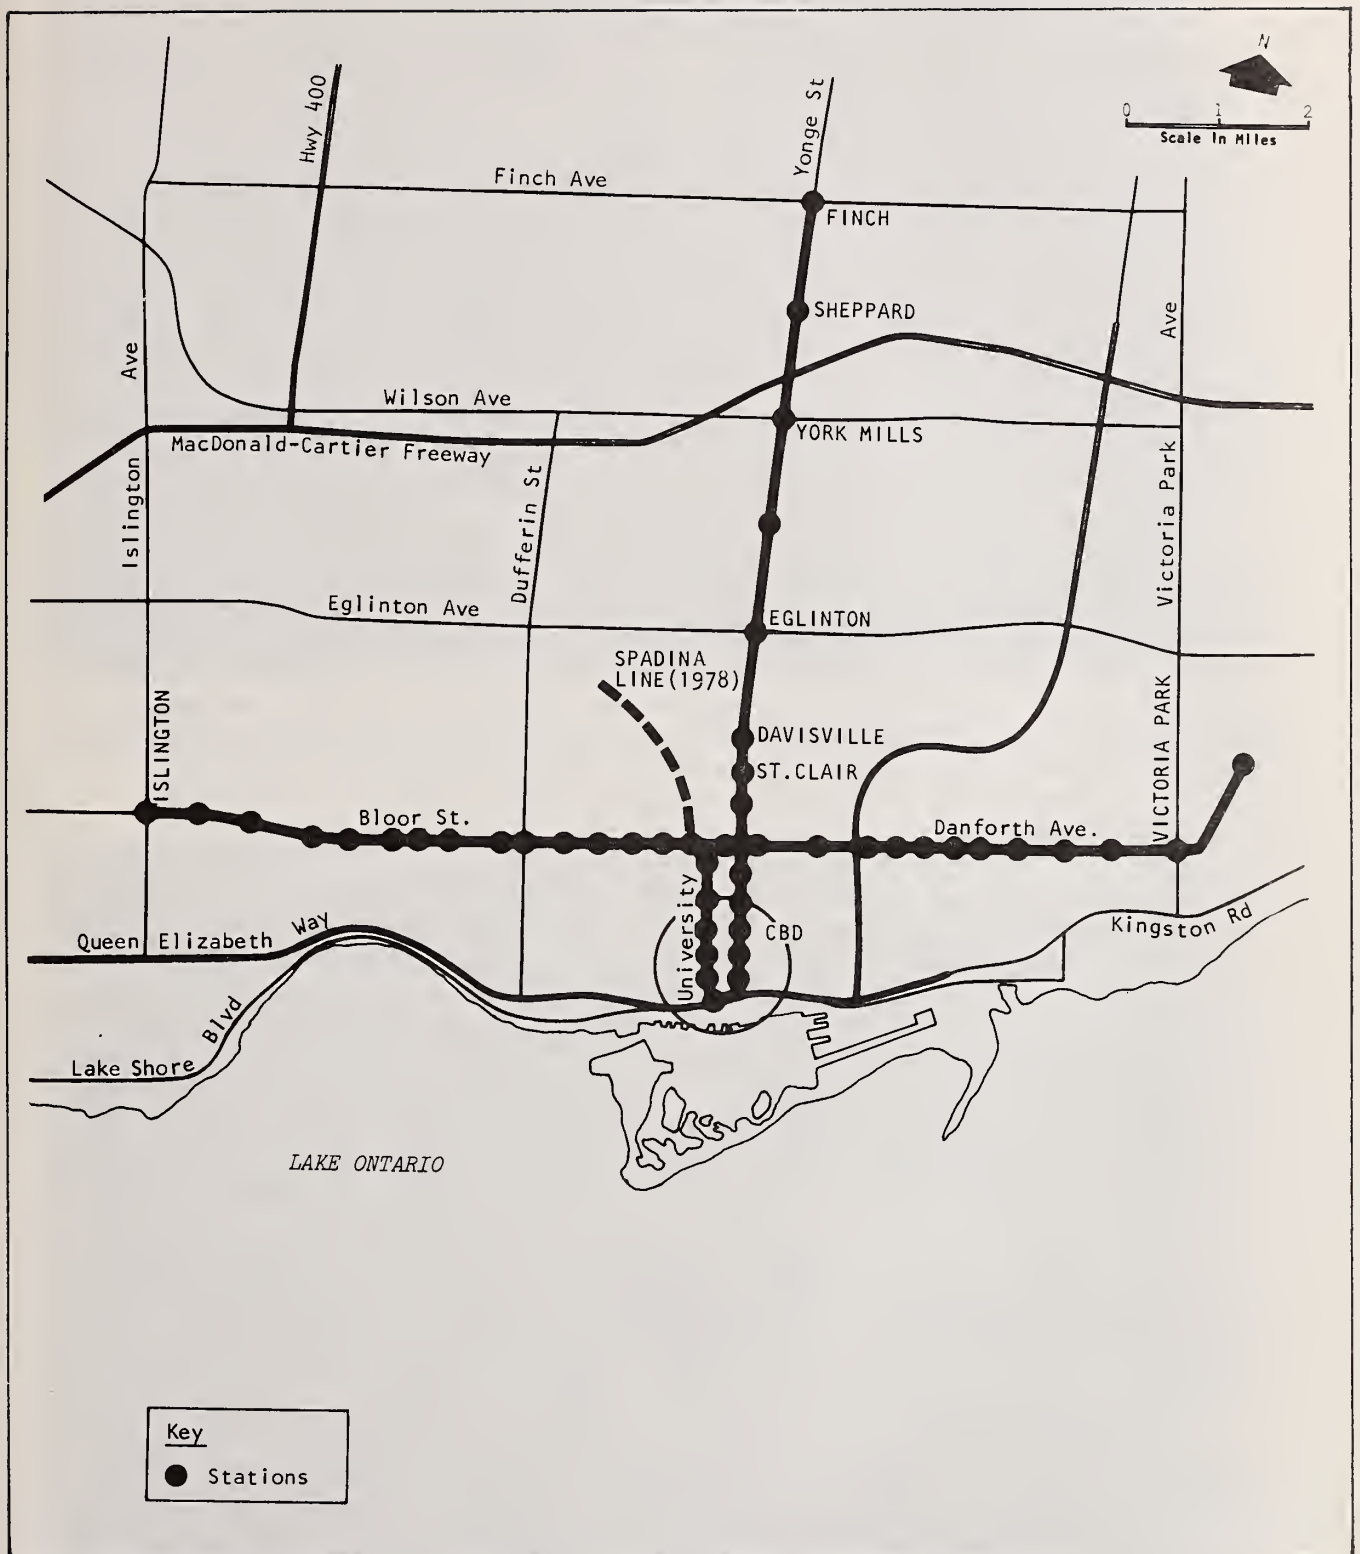 N
0 1 2
Scale In Miles
Hwy 400
Yonge St
Finch Ave
FINCH
SHEPPARD
Ave
Ave
Wilson Ave
YORK MILLS
MacDonald-Cartier Freeway
Islington
Dufferin St
Victoria Park
Eglinton Ave
EGLINTON
SPADINA
LINE(1978)
ISLINGTON
DAVISVILLE
ST.CLAIR
VICTORIA PARK
Bloor St.
Danforth Ave.
University
CBD
Kingston Rd
Queen Elizabeth Way
Lake Shore Blvd
LAKE ONTARIO
Key
Stations